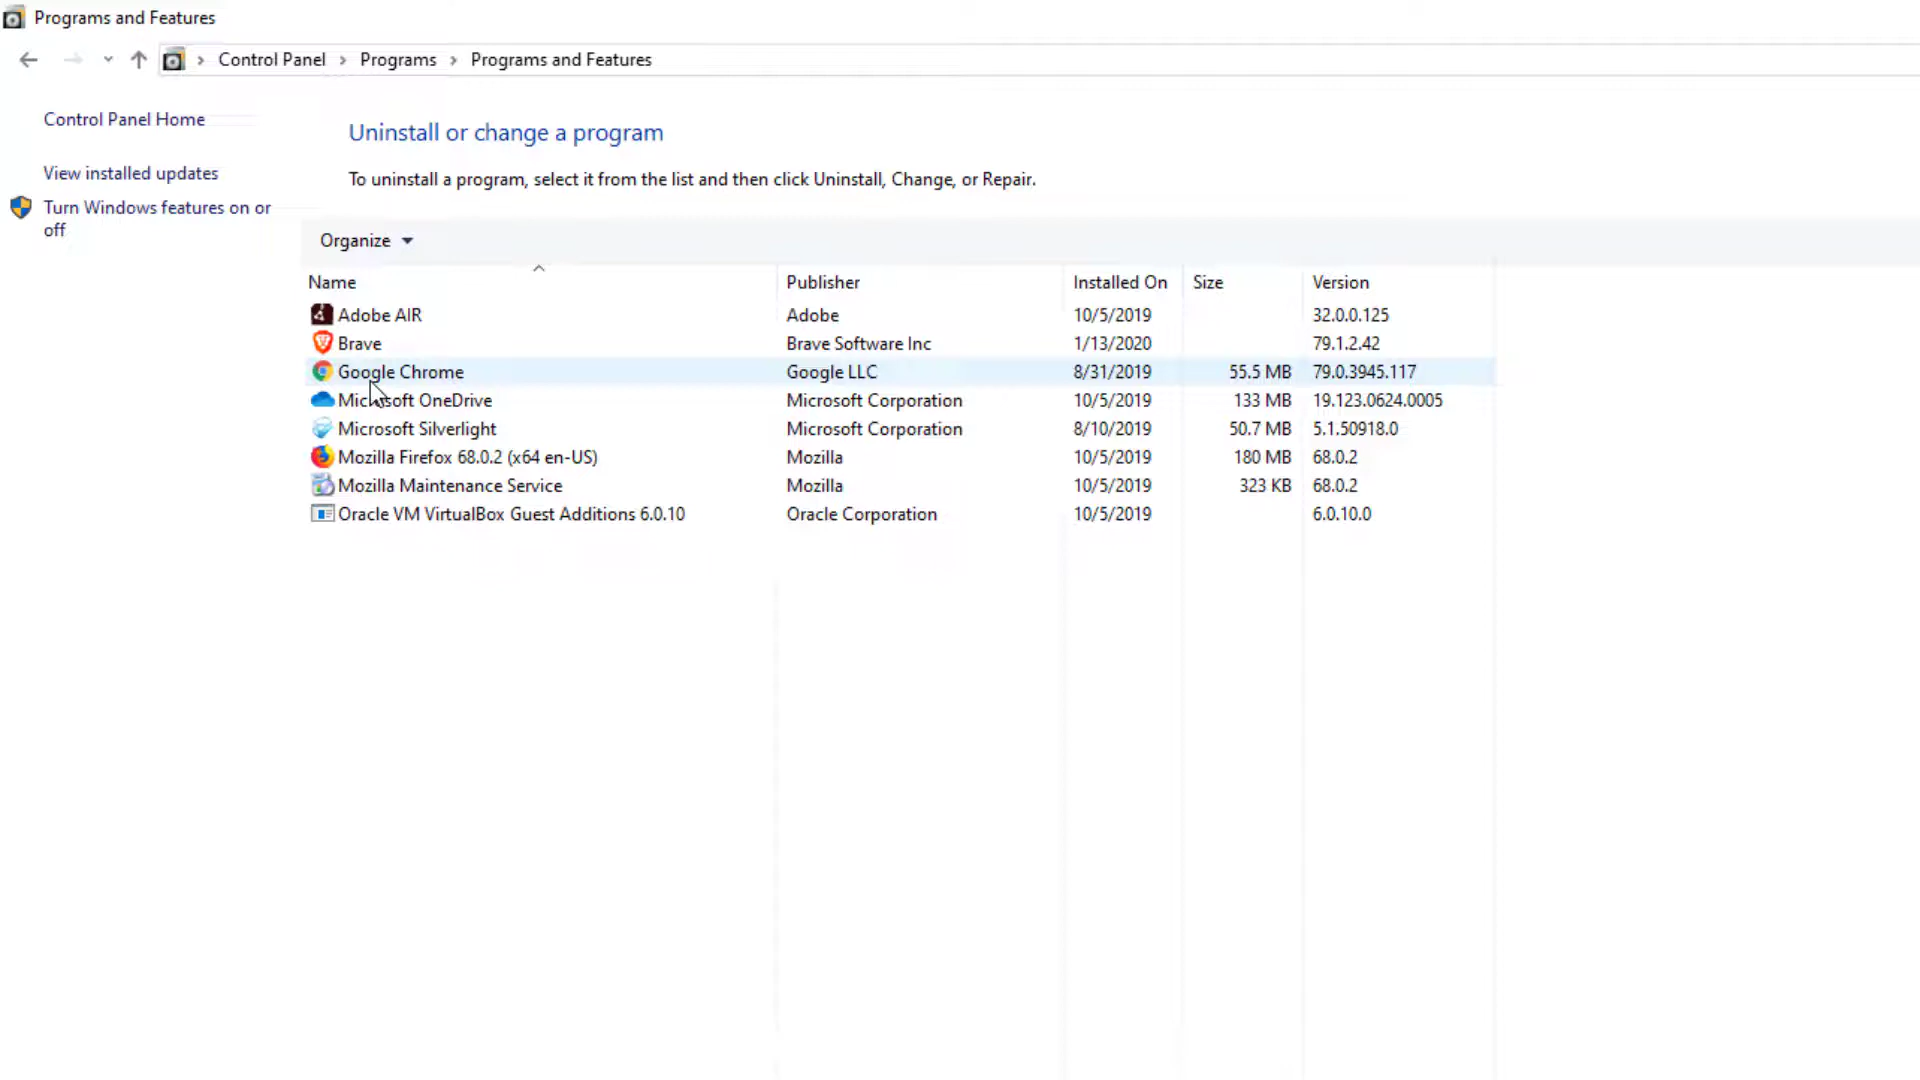 Programs and Features
Control Panel > Programs > Programs and Features
Control Panel Home
View installed updates
Turn Windows features on or
off
Uninstall or change a program
To uninstall a program, select it from the list and then click Uninstall, Change, or Repair.
Organize
Name Publisher Installed On Size Version
Adobe AIR Adobe 10/5/2019 32.0.0.125
Brave Brave Software Inc 1/13/2020 79.1.2.42
Google Chrome Google LLC 8/31/2019 55.5 MB 79.0.3945.117
Microsoft OneDrive Microsoft Corporation 10/5/2019 133 MB 19.123.0624.0005
Microsoft Silverlight Microsoft Corporation 8/10/2019 50.7 MB 5.1.50918.0
Mozilla Firefox 68.0.2 (x64 en-US) Mozilla 10/5/2019 180 MB 68.0.2
Mozilla Maintenance Service Mozilla 10/5/2019 323 KB 68.0.2
Oracle VM VirtualBox Guest Additions 6.0.10 Oracle Corporation 10/5/2019 6.0.10.0